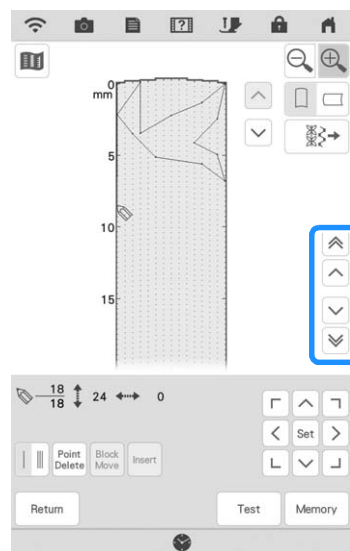 0
mm
5
10
15
18
18 24 0
Point
Delete
Block
Move
Insert
Set
Return
Test
Memory